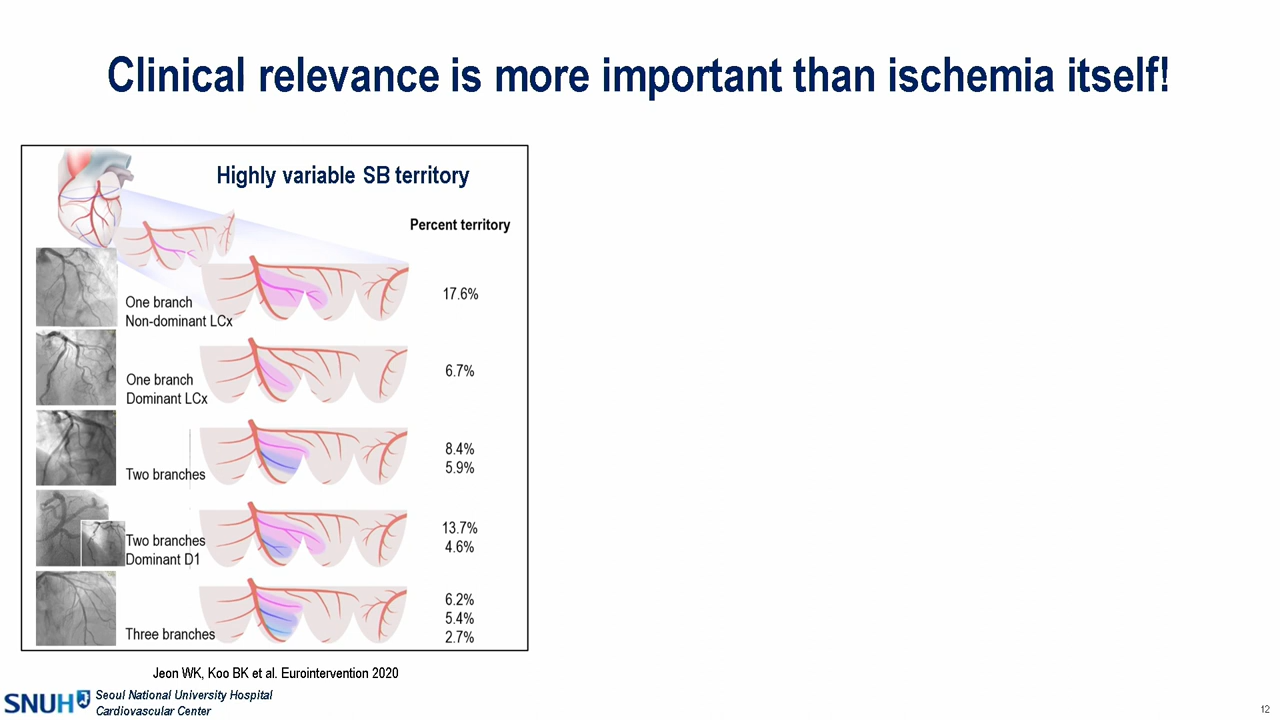 Clinical relevance is more important than ischemia itself!
Highly variable SB territory
Percent territory
One branch
Non-dominant LCx
17.6%
One branch
Dominant LCx
6.7%
Two branches
8.4%
5.9%
Two branches
Dominant D1
13.7%
4.6%
Three branches
6.2%
5.4%
2.7%
Jeon WK, Koo BK et al. Eurointervention 2020
SNUH Seoul National University Hospital
Cardiovascular Center
12